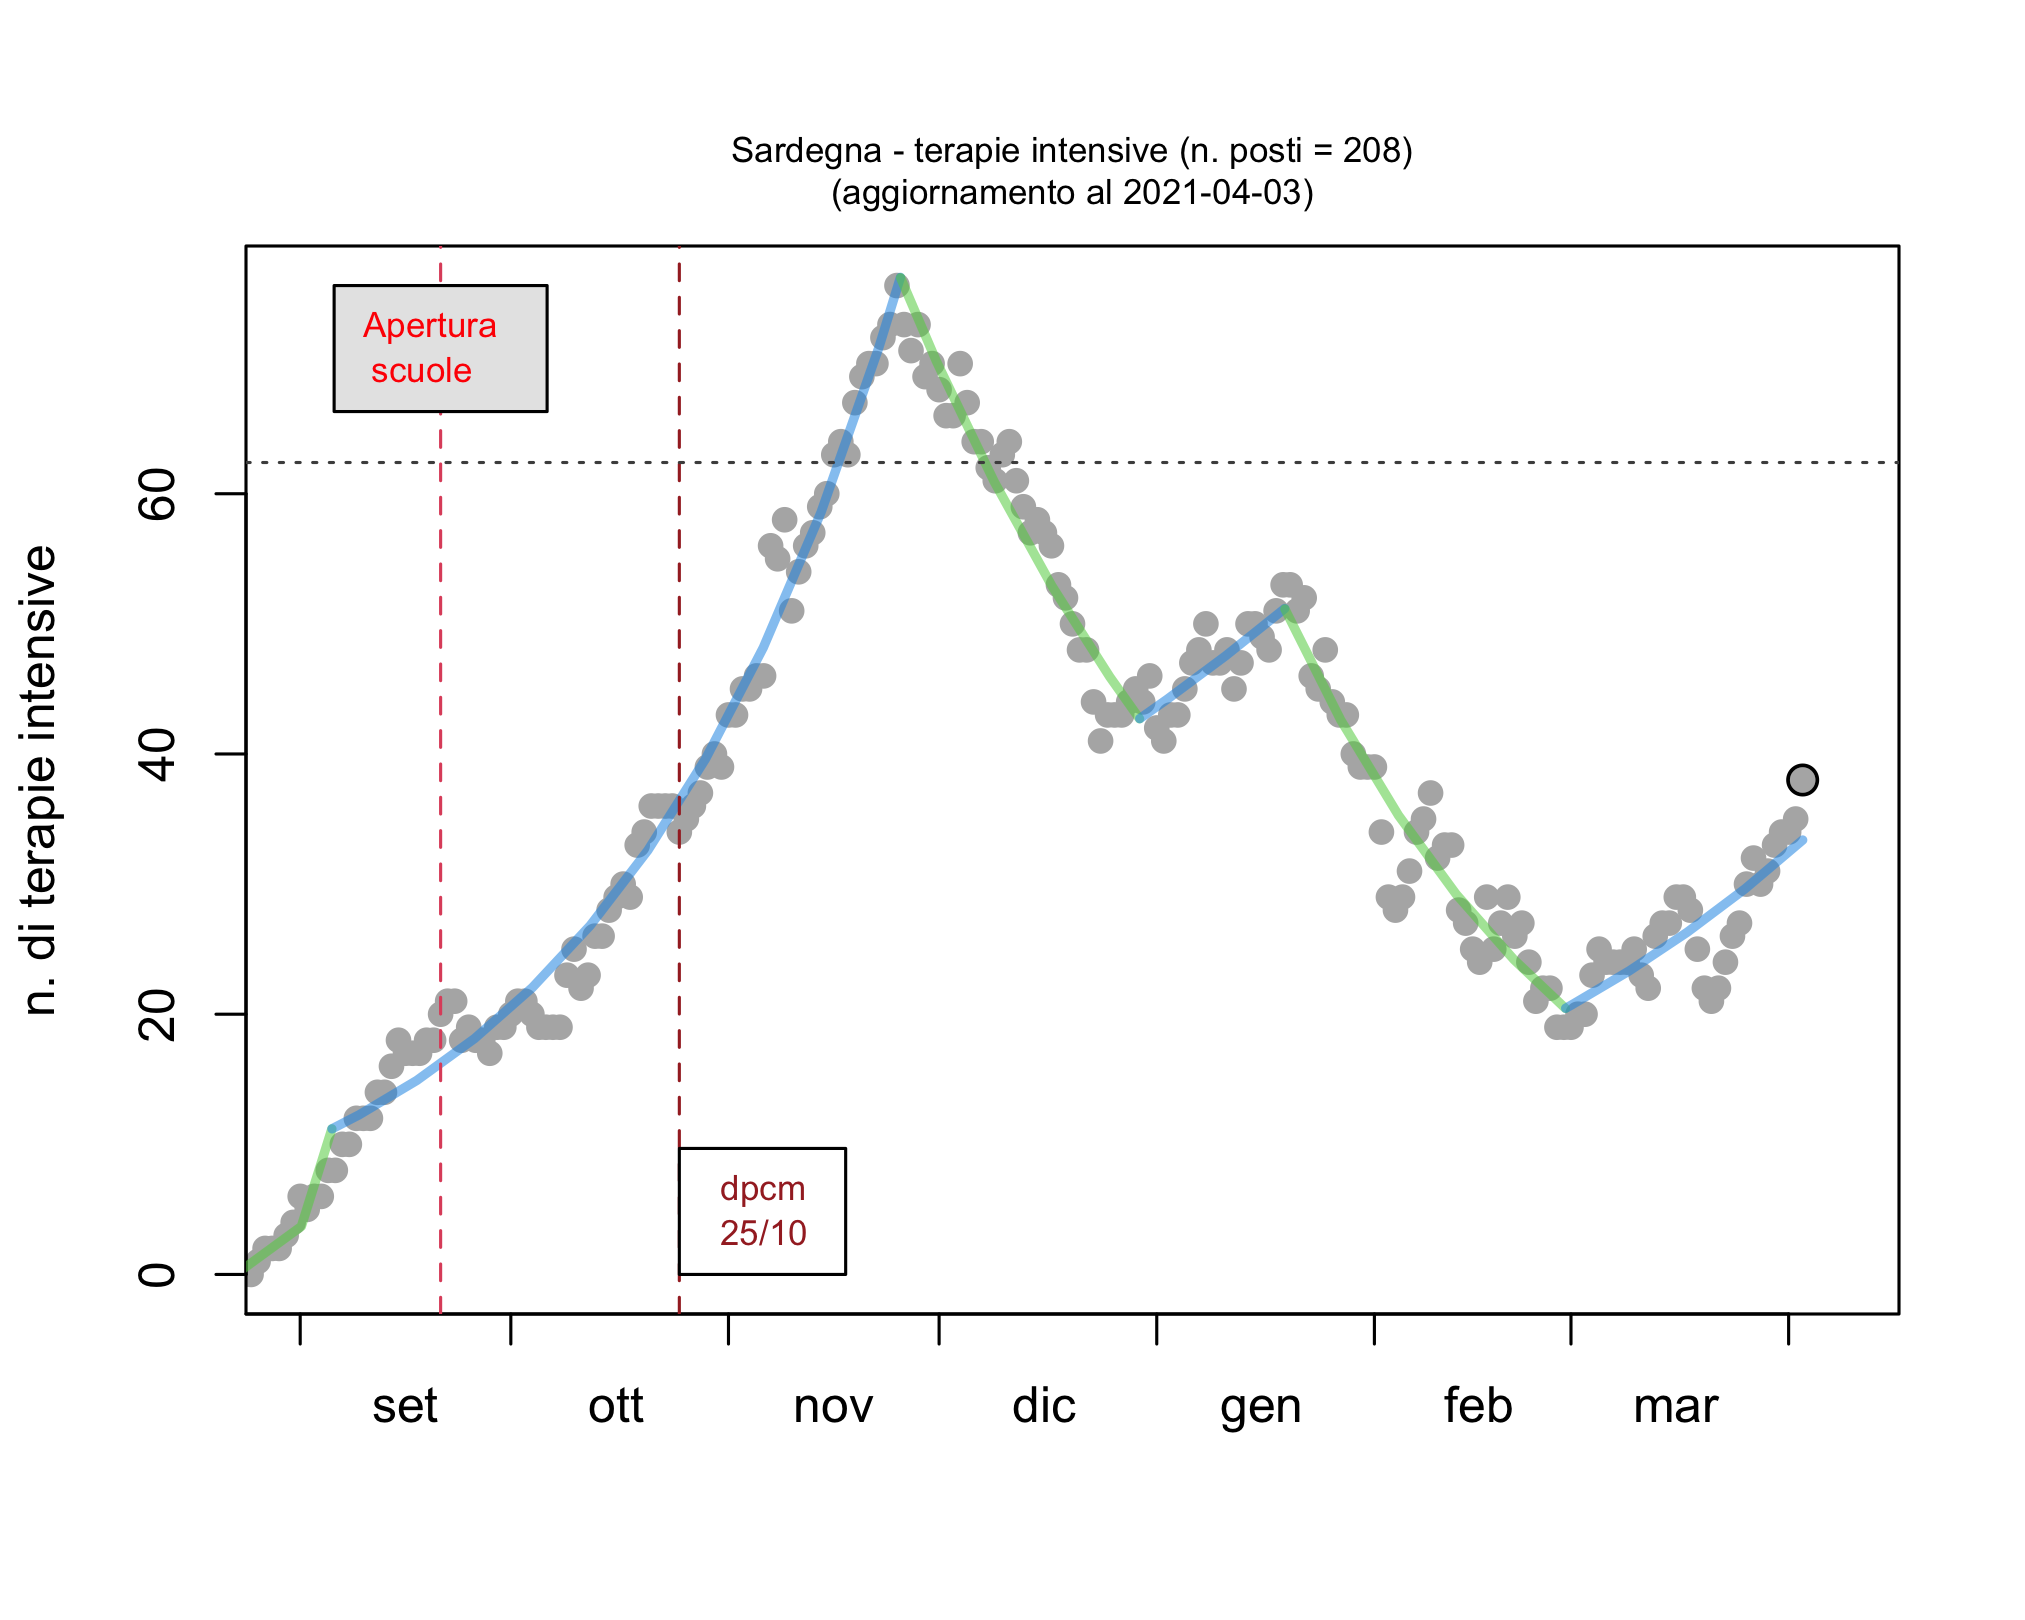 Sardegna - terapie intensive (n. posti = 208)
(aggiornamento al 2021-04-03)
Apertura
scuole
n. di terapie intensive
60
40
20
0
dpcm
25/10
set ott nov dic gen feb mar